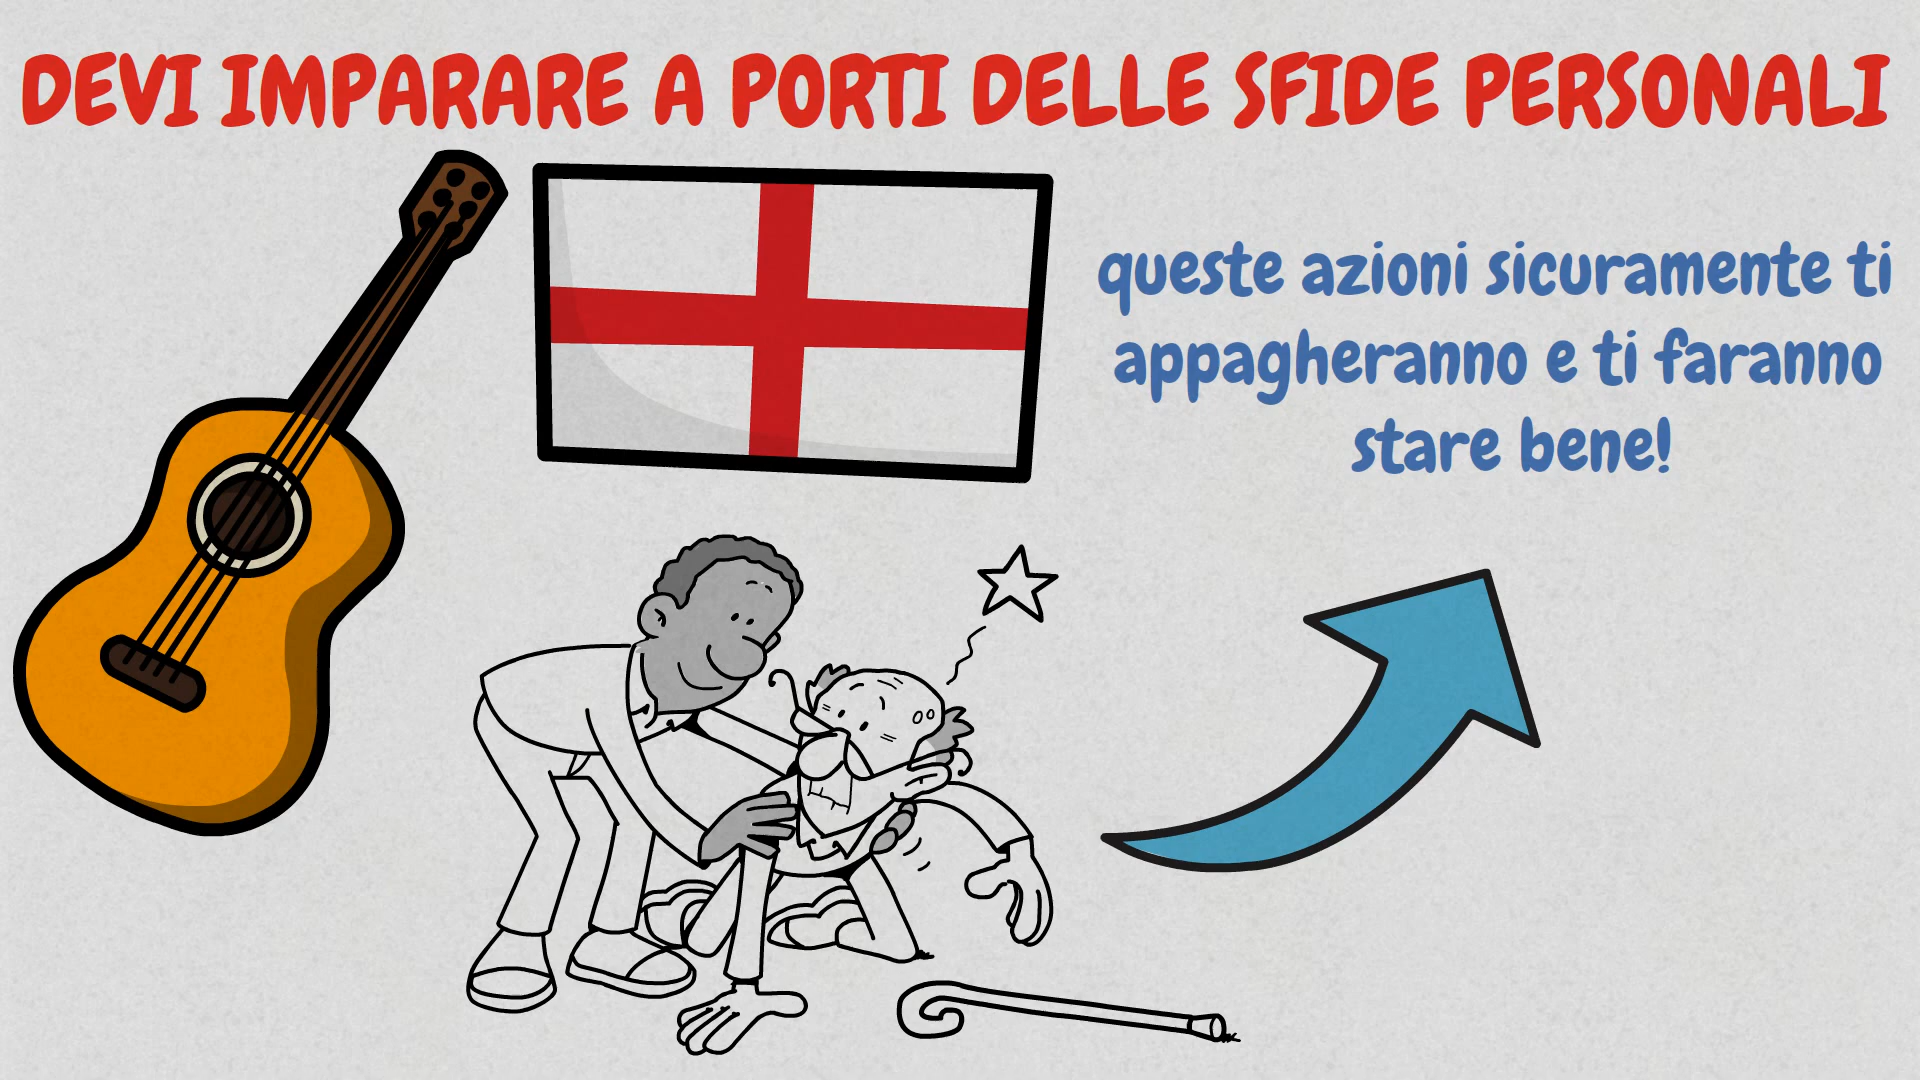 DEVI IMPARARE A PORTI DELLE SFIDE PERSONALI
queste azioni sicuramente ti
appagheranno e ti faranno
stare bene!